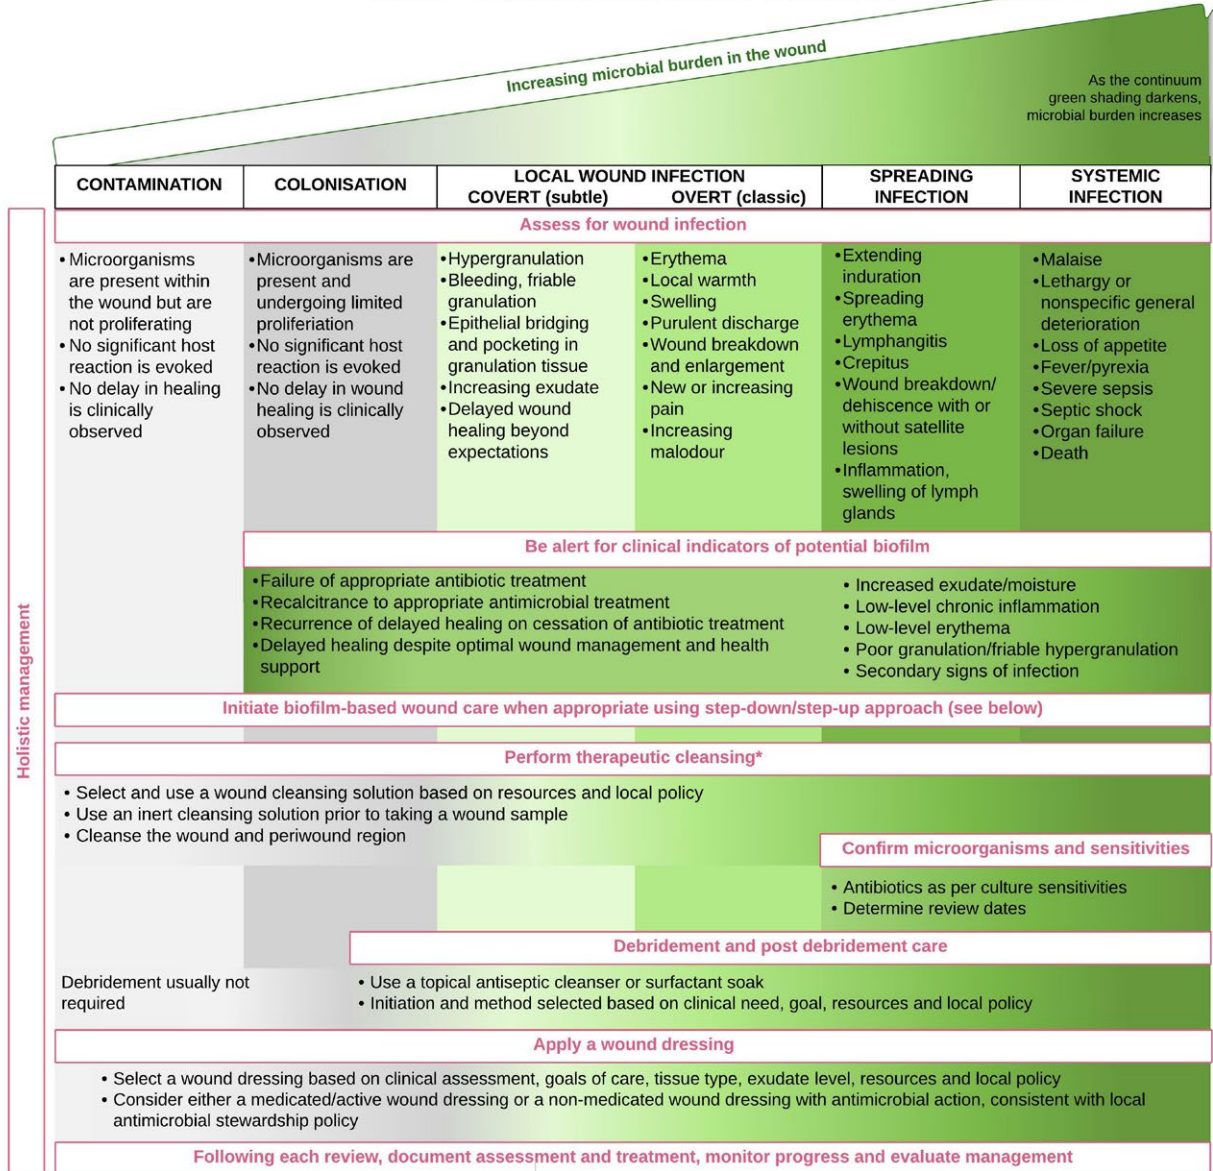 Increasing microbial burden in the wound
As the continuum
green shading darkens,
microbial burden increases
CONTAMINATION
COLONISATION
LOCAL WOUND INFECTION
COVERT (subtle) OVERT (classic)
SPREADING
INFECTION
SYSTEMIC
INFECTION
Holistic management
Assess for wound infection
• Microorganisms
are present within
the wound but are
not proliferating
• No significant host
reaction is evoked
• No delay in healing
is clinically
observed
•Microorganisms are
present and
undergoing limited
proliferiation
•No significant host
reaction is evoked
•No delay in wound
healing is clinically
observed
•Hypergranulation
•Bleeding, friable
granulation
•Epithelial bridging
and pocketing in
granulation tissue
•Increasing exudate
•Delayed wound
healing beyond
expectations
•Erythema
•Local warmth
•Swelling
•Purulent discharge
•Wound breakdown
and enlargement
•New or increasing
pain
•Increasing
malodour
•Extending
induration
•Spreading
erythema
•Lymphangitis
•Crepitus
•Wound breakdown/
dehiscence with or
without satellite
lesions
•Inflammation,
swelling of lymph
glands
•Malaise
•Lethargy or
nonspecific general
deterioration
•Loss of appetite
•Fever/pyrexia
•Severe sepsis
•Septic shock
•Organ failure
•Death
Be alert for clinical indicators of potential biofilm
•Failure of appropriate antibiotic treatment
•Recalcitrance to appropriate antimicrobial treatment
•Recurrence of delayed healing on cessation of antibiotic treatment
•Delayed healing despite optimal wound management and health
support
• Increased exudate/moisture
• Low-level chronic inflammation
• Low-level erythema
• Poor granulation/friable hypergranulation
• Secondary signs of infection
Initiate biofilm-based wound care when appropriate using step-down/step-up approach (see below)
Perform therapeutic cleansing*
• Select and use a wound cleansing solution based on resources and local policy
• Use an inert cleansing solution prior to taking a wound sample
• Cleanse the wound and periwound region
Confirm microorganisms and sensitivities
• Antibiotics as per culture sensitivities
• Determine review dates
Debridement and post debridement care
Debridement usually not
required
• Use a topical antiseptic cleanser or surfactant soak
• Initiation and method selected based on clinical need, goal, resources and local policy
Apply a wound dressing
• Select a wound dressing based on clinical assessment, goals of care, tissue type, exudate level, resources and local policy
• Consider either a medicated/active wound dressing or a non-medicated wound dressing with antimicrobial action, consistent with local
antimicrobial stewardship policy
Following each review, document assessment and treatment, monitor progress and evaluate management